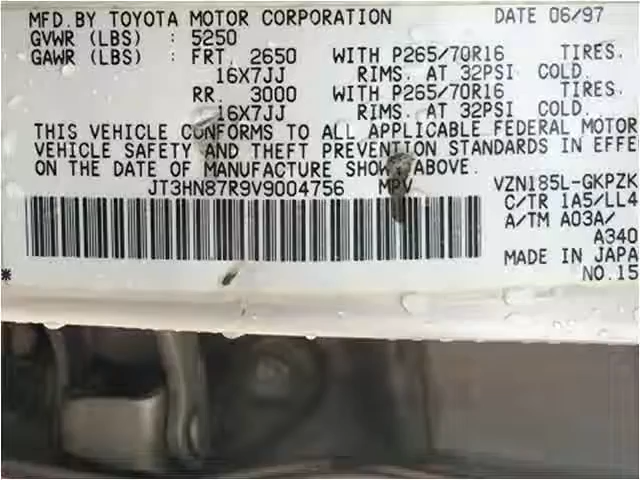 MFD. BY TOYOTA MOTOR CORPORATION DATE 06/97
GVWR (LBS) : 5250
GAWR (LBS) : FRT. 2650 WITH P265/70R16 TIRES.
16X7JJ RIMS. AT 32PSI COLD.
RR. 3000 WITH P265/70R16 TIRES.
16X7JJ RIMS. AT 32PSI COLD.
THIS VEHICLE CONFORMS TO ALL APPLICABLE FEDERAL MOTOR
VEHICLE SAFETY AND THEFT PREVENTION STANDARDS IN EFFE
ON THE DATE OF MANUFACTURE SHOWN ABOVE.
JT3HN87R9V9004756 MPV VZN185L-GKPZK
C/TR 1A5/LL4
A/TM A03A/
A340
MADE IN JAPA
* NO.15